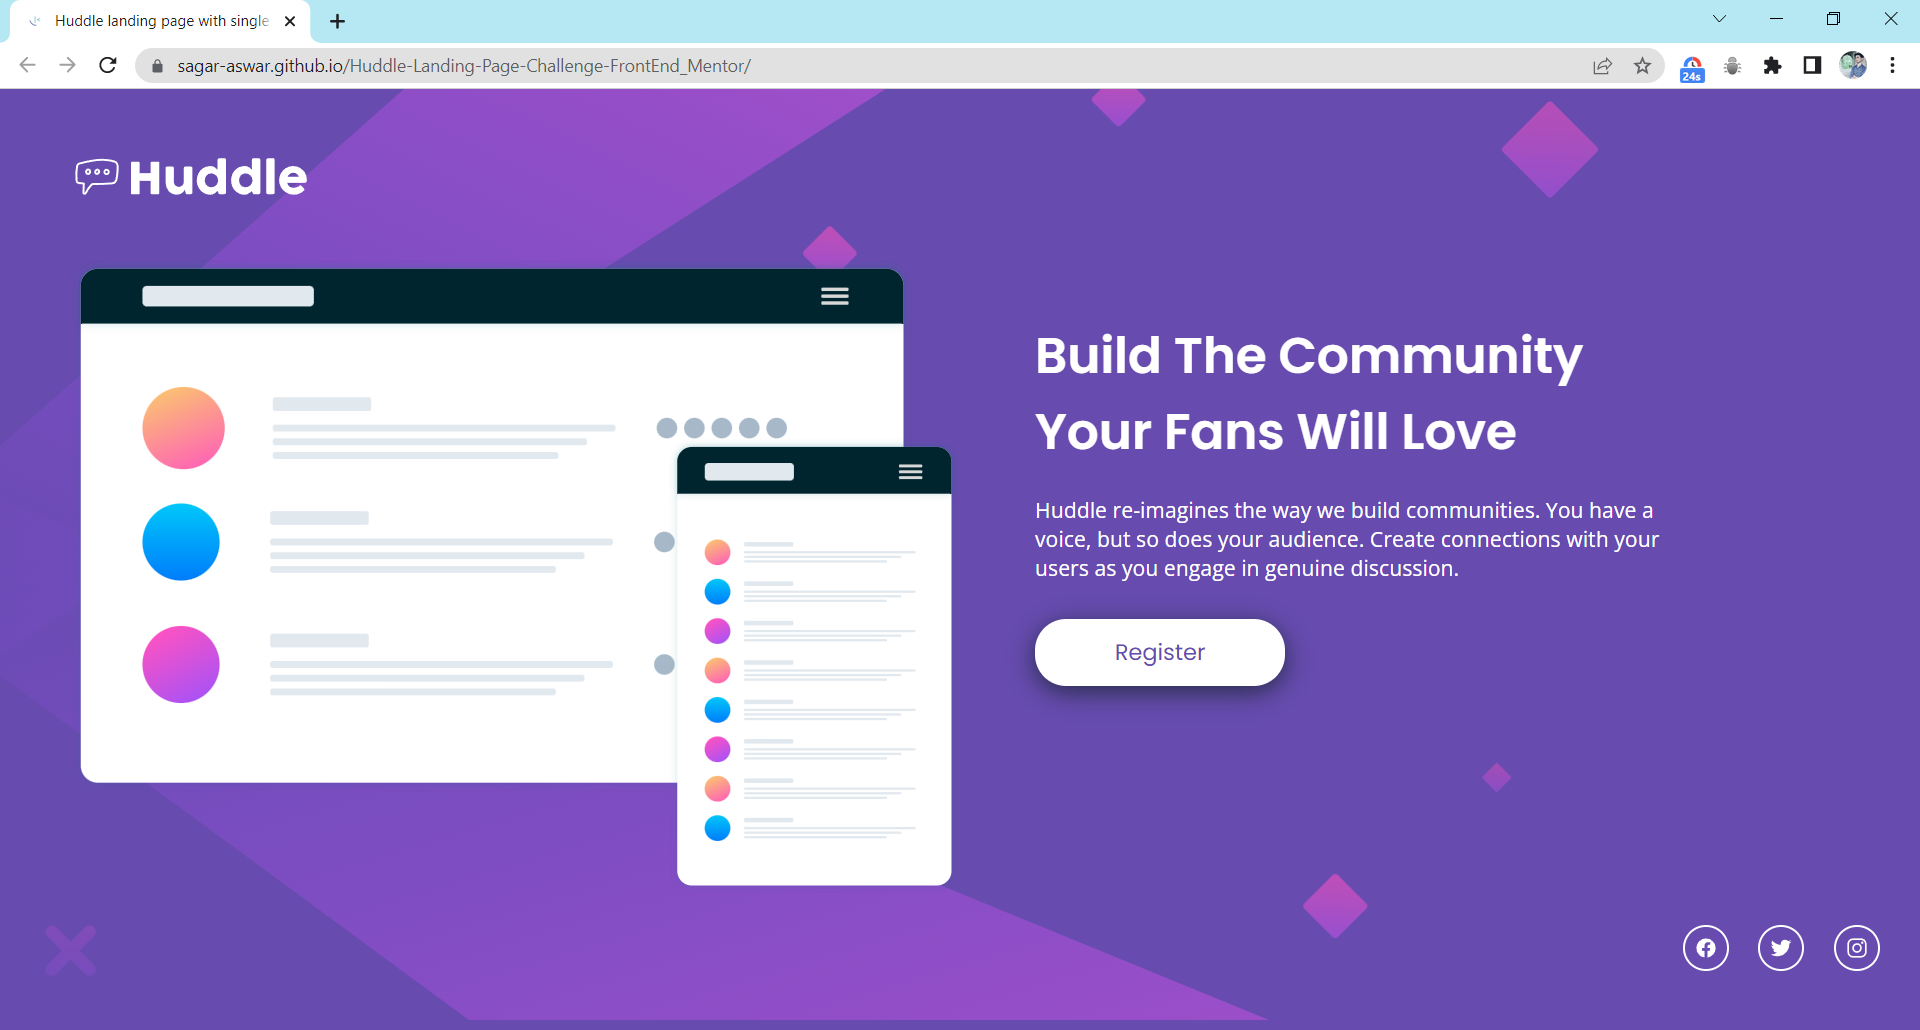 Huddle landing page with single
sagar-aswar.github.io/Huddle-Landing-Page-Challenge-FrontEnd_Mentor/
24s
Huddle
Build The Community
Your Fans Will Love
Huddle re-imagines the way we build communities. You have a
voice, but so does your audience. Create connections with your
users as you engage in genuine discussion.
Register